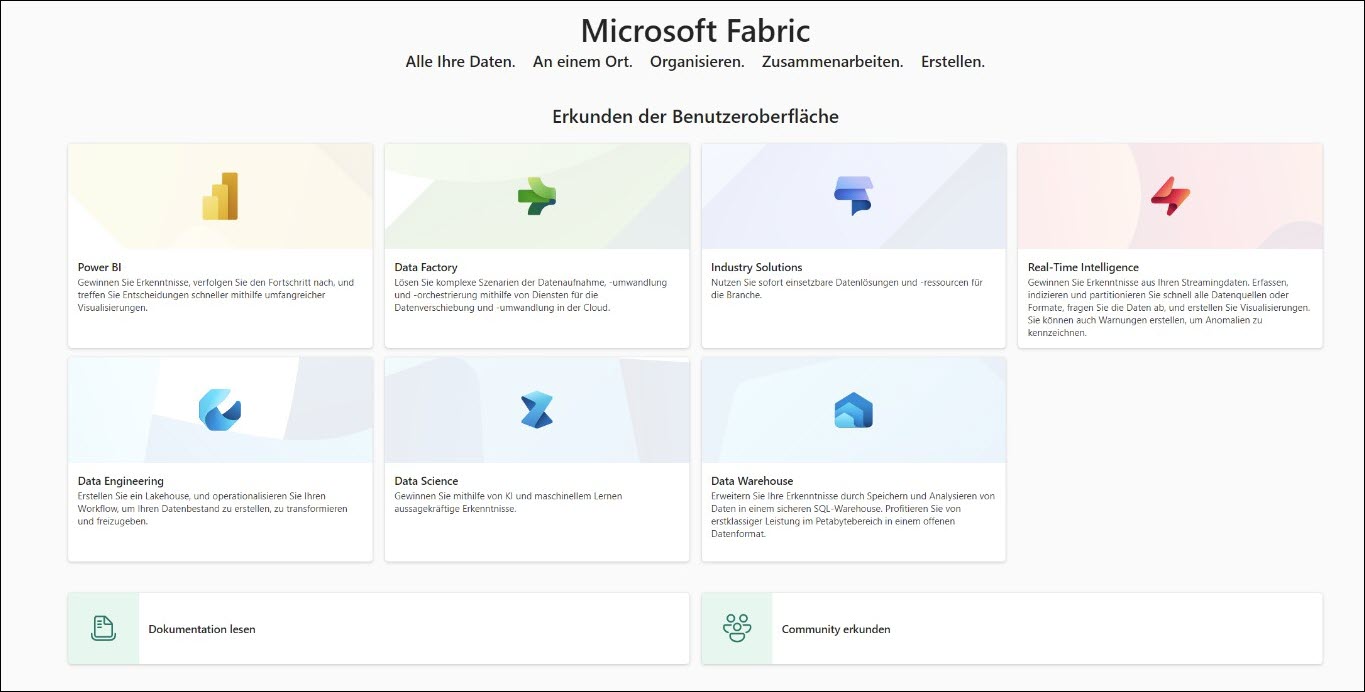 Microsoft Fabric
Alle Ihre Daten. An einem Ort. Organisieren. Zusammenarbeiten. Erstellen.
Erkunden der Benutzeroberfläche
Power BI
Gewinnen Sie Erkenntnisse, verfolgen Sie den Fortschritt nach, und
treffen Sie Entscheidungen schneller mithilfe umfangreicher
Visualisierungen.
Data Factory
Lösen Sie komplexe Szenarien der Datenaufnahme, -umwandlung
und -orchestrierung mithilfe von Diensten für die
Datenverschiebung und -umwandlung in der Cloud.
Industry Solutions
Nutzen Sie sofort einsetzbare Datenlösungen und -ressourcen für
die Branche.
Real-Time Intelligence
Gewinnen Sie Erkenntnisse aus Ihren Streamingdaten. Erfassen,
indizieren und partitionieren Sie schnell alle Datenquellen oder
Formate, fragen Sie die Daten ab, und erstellen Sie Visualisierungen.
Sie können auch Warnungen erstellen, um Anomalien zu
kennzeichnen.
Data Engineering
Erstellen Sie ein Lakehouse, und operationalisieren Sie Ihren
Workflow, um Ihren Datenbestand zu erstellen, zu transformieren
und freizugeben.
Data Science
Gewinnen Sie mithilfe von KI und maschinellem Lernen
aussagekräftige Erkenntnisse.
Data Warehouse
Erweitern Sie Ihre Erkenntnisse durch Speichern und Analysieren von
Daten in einem sicheren SQL-Warehouse. Profitieren Sie von
erstklassiger Leistung im Petabytebereich in einem offenen
Datenformat.
Dokumentation lesen
Community erkunden